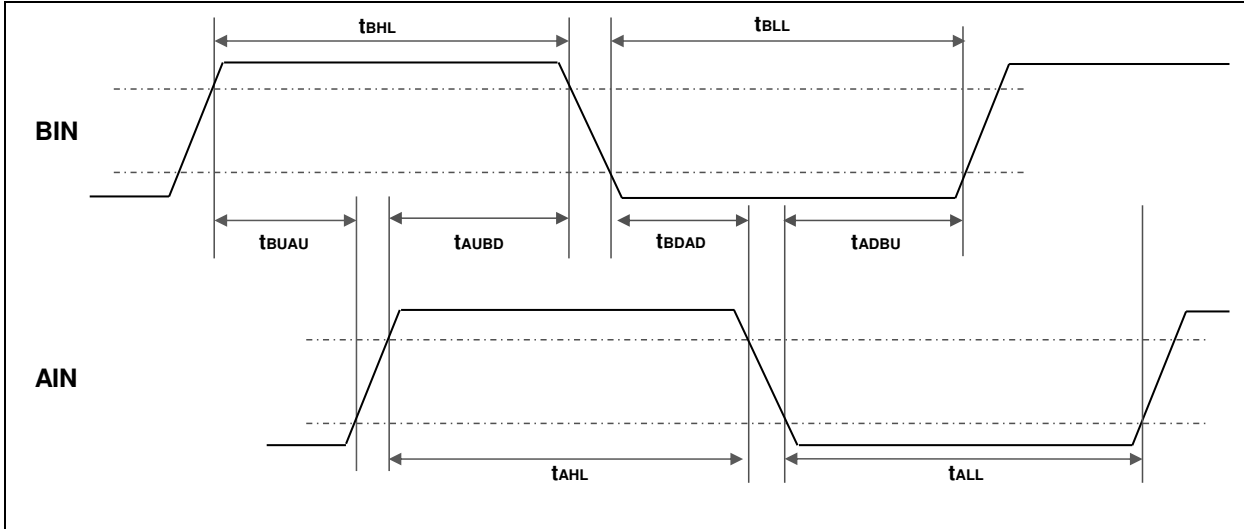 tBHL
tBLL
BIN
tBUAU
tAUBD
tBDAD
tADBU
AIN
tAHL
tALL